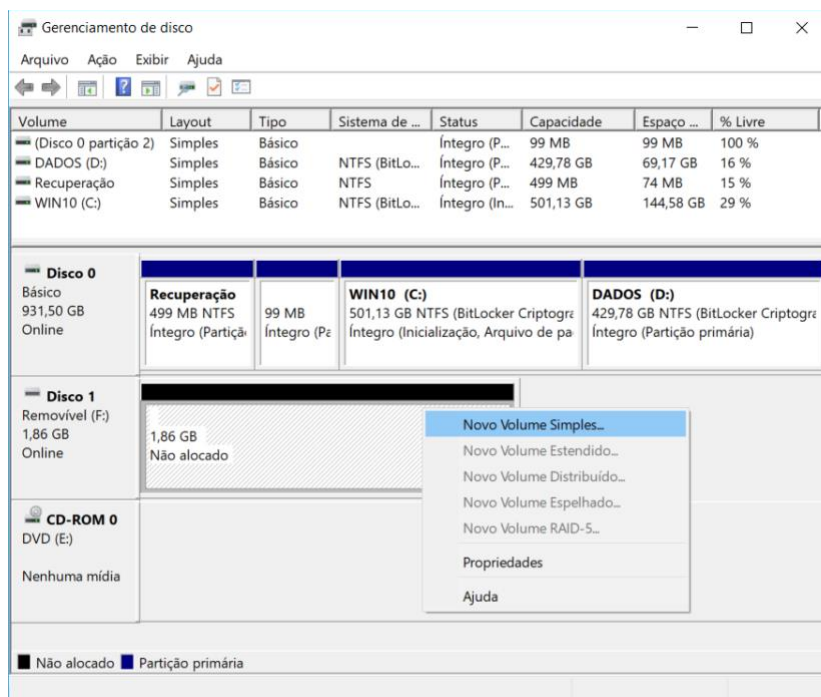 Gerenciamento de disco
Arquivo Ação Exibir Ajuda
Volume Layout Tipo Sistema de ... Status Capacidade Espaço ... % Livre
(Disco 0 partição 2) Simples Básico Íntegro (P... 99 MB 99 MB 100 %
DADOS (D:) Simples Básico NTFS (BitLo... Íntegro (P... 429,78 GB 69,17 GB 16 %
Recuperação Simples Básico NTFS Íntegro (P... 499 MB 74 MB 15 %
WIN10 (C:) Simples Básico NTFS (BitLo... Íntegro (In... 501,13 GB 144,58 GB 29 %
Disco 0
Básico
931,50 GB
Online
Recuperação
499 MB NTFS
Íntegro (Partiçã
99 MB
Íntegro (Pa
WIN10 (C:)
501,13 GB NTFS (BitLocker Criptogra
Íntegro (Inicialização, Arquivo de pa
DADOS (D:)
429,78 GB NTFS (BitLocker Criptogra
Íntegro (Partição primária)
Disco 1
Removível (F:)
1,86 GB
Online
1,86 GB
Não alocado
Novo Volume Simples...
Novo Volume Estendido...
Novo Volume Distribuído...
Novo Volume Espelhado...
Novo Volume RAID-5...
Propriedades
Ajuda
CD-ROM 0
DVD (E:)
Nenhuma mídia
Não alocado Partição primária